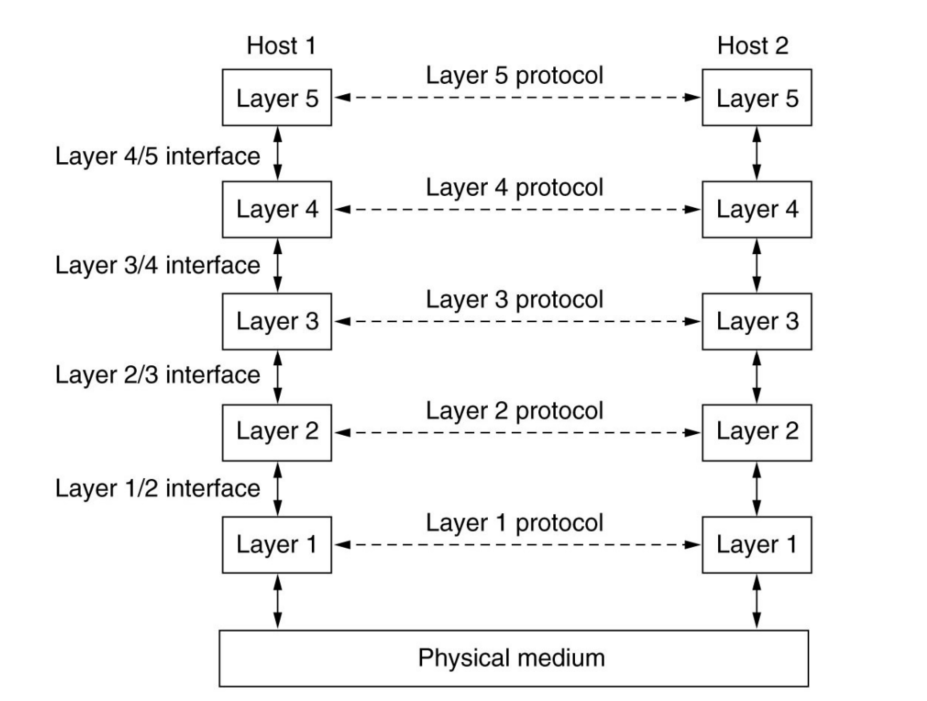 Host 1
Host 2
Layer 5 protocol
Layer 5
Layer 5
Layer 4/5 interface
Layer 4 protocol
Layer 4
Layer 4
Layer 3/4 interface
Layer 3 protocol
Layer 3
Layer 3
Layer 2/3 interface
Layer 2 protocol
Layer 2
Layer 2
Layer 1/2 interface
Layer 1 protocol
Layer 1
Layer 1
Physical medium